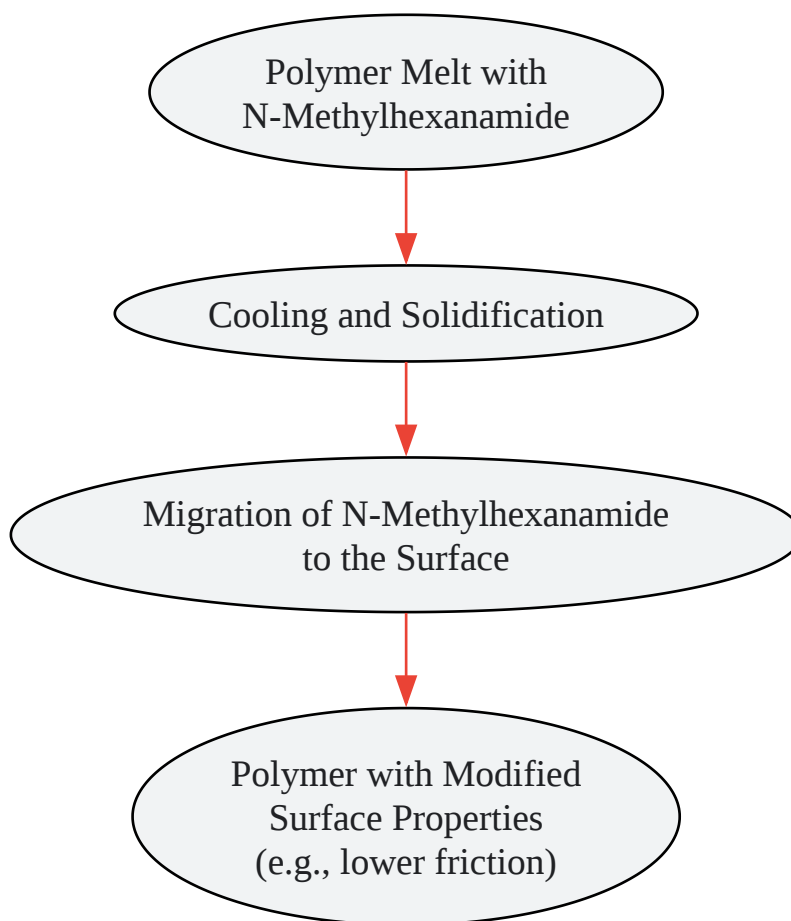 Polymer Melt with
N-Methylhexanamide
Cooling and Solidification
Migration of N-Methylhexanamide
to the Surface
Polymer with Modified
Surface Properties
(e.g., lower friction)